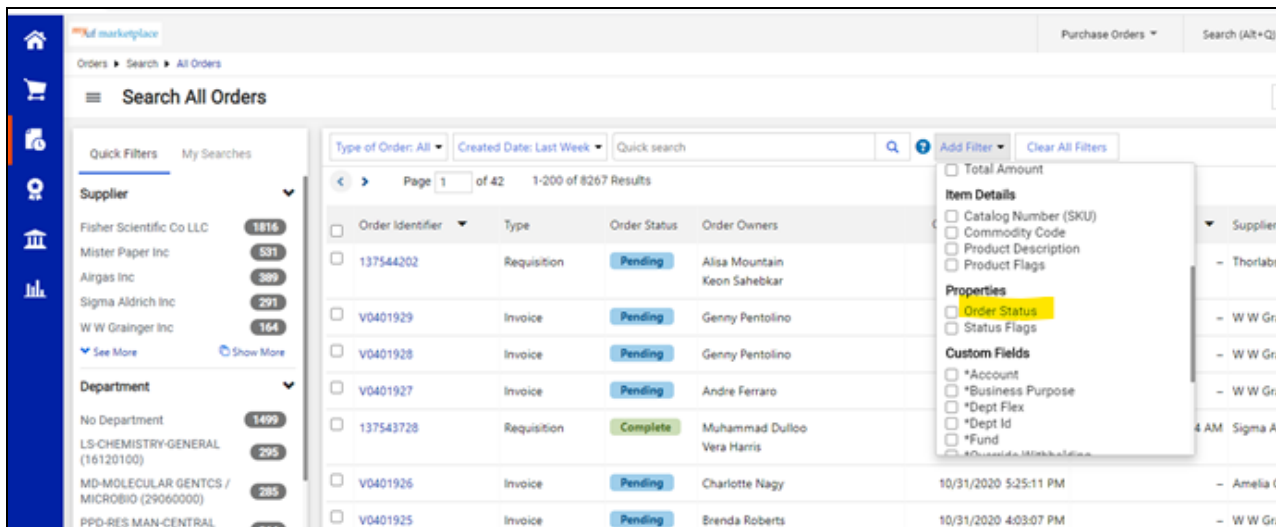 marketplace
Purchase Orders
Search (Alt+Q)
Orders Search All Orders
Search All Orders
Quick Filters My Searches
Type of Order: All Created Date: Last Week Quick search ? Add Filter Clear All Filters
Page 1 of 42 1-200 of 8267 Results
Supplier
Fisher Scientific Co LLC 1816
Mister Paper Inc 531
Airgas Inc 389
Sigma Aldrich Inc 291
W W Grainger Inc 164
See More Show More
Department
No Department 1499
LS-CHEMISTRY-GENERAL
(16120100) 295
MD-MOLECULAR GENTCS /
MICROBIO (29060000) 285
PPD-RES MAN-CENTRAL
Order Identifier Type Order Status Order Owners Supplier
137544202 Requisition Pending Alisa Mountain
Keon Sahebkar
– Thorlabs
V0401929 Invoice Pending Genny Pentolino – W W Gr
V0401928 Invoice Pending Genny Pentolino – W W Gr
V0401927 Invoice Pending Andre Ferraro – W W Gr
137543728 Requisition Complete Muhammad Dulloo
Vera Harris
4 AM Sigma A
V0401926 Invoice Pending Charlotte Nagy 10/31/2020 5:25:11 PM – Amelia
V0401925 Invoice Pending Brenda Roberts 10/31/2020 4:03:07 PM – W W Gr
Total Amount
Item Details
Catalog Number (SKU)
Commodity Code
Product Description
Product Flags
Properties
Order Status
Status Flags
Custom Fields
*Account
*Business Purpose
*Dept Flex
*Dept Id
*Fund
*Override Withholding